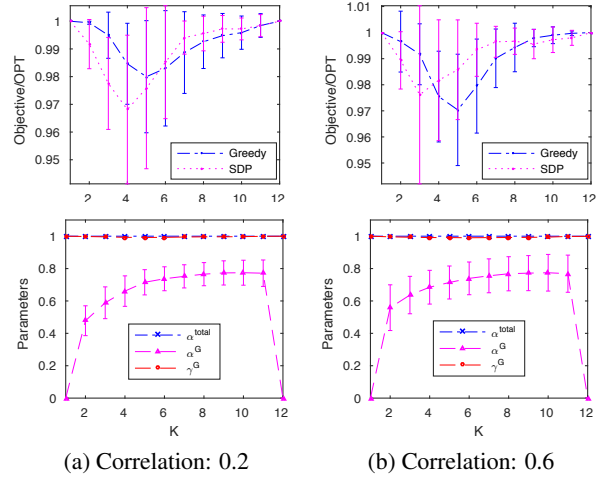 Objective/OPT
1
0.99
0.98
0.97
0.96
0.95
2 4 6 8 10 12
Greedy
SDP
Objective/OPT
1.01
1
0.99
0.98
0.97
0.96
0.95
2 4 6 8 10 12
Greedy
SDP
Parameters
1
0.8
0.6
0.4
0.2
0
2 4 6 8 10 12
K
α^total
α^G
γ^G
Parameters
1
0.8
0.6
0.4
0.2
0
2 4 6 8 10 12
K
α^total
α^G
γ^G
(a) Correlation: 0.2
(b) Correlation: 0.6